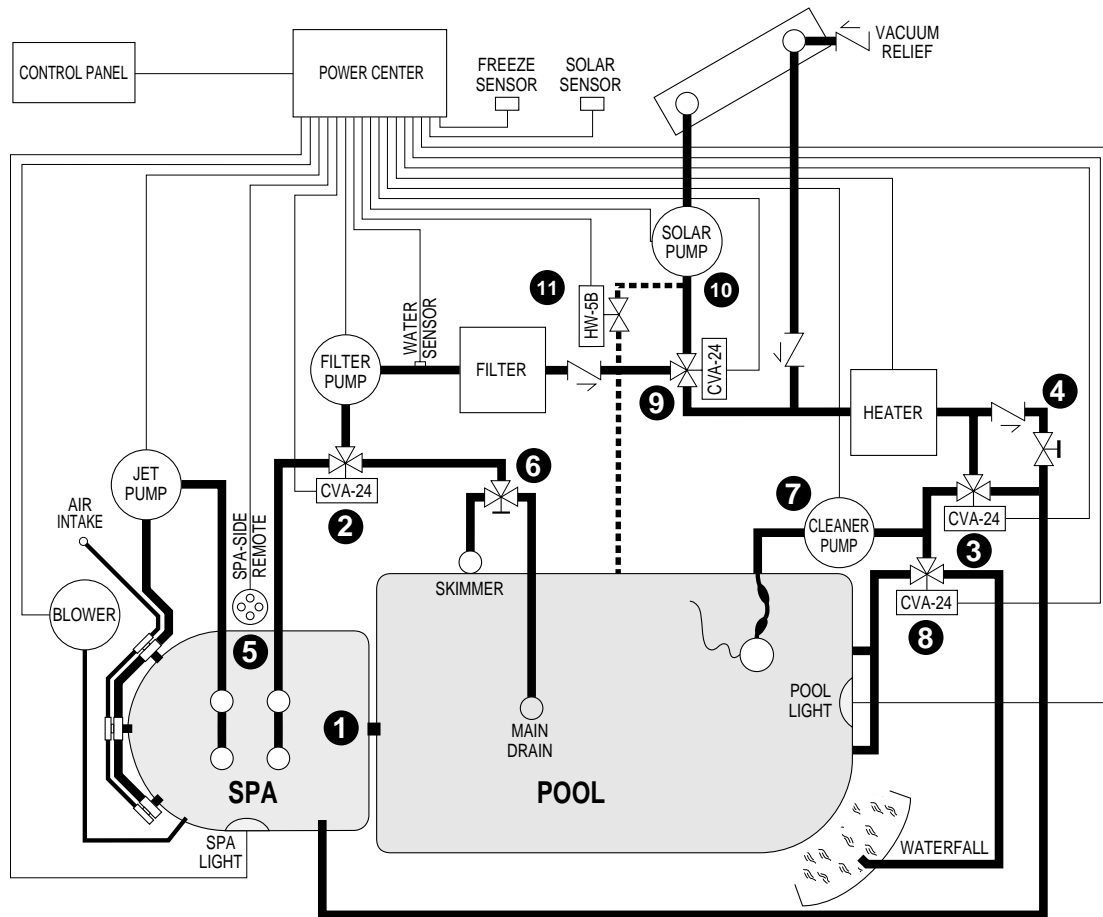 CONTROL PANEL
POWER CENTER
FREEZE
SENSOR
SOLAR
SENSOR
VACUUM
RELIEF
SOLAR
PUMP
11
10
HW-5B
WATER
SENSOR
FILTER
PUMP
FILTER
CVA-24
9
HEATER
4
JET
PUMP
6
7
AIR
INTAKE
CVA-24
2
SPA-SIDE
REMOTE
CLEANER
PUMP
CVA-24
3
SKIMMER
BLOWER
CVA-24
8
5
1
MAIN
DRAIN
POOL
LIGHT
SPA
POOL
SPA
LIGHT
WATERFALL